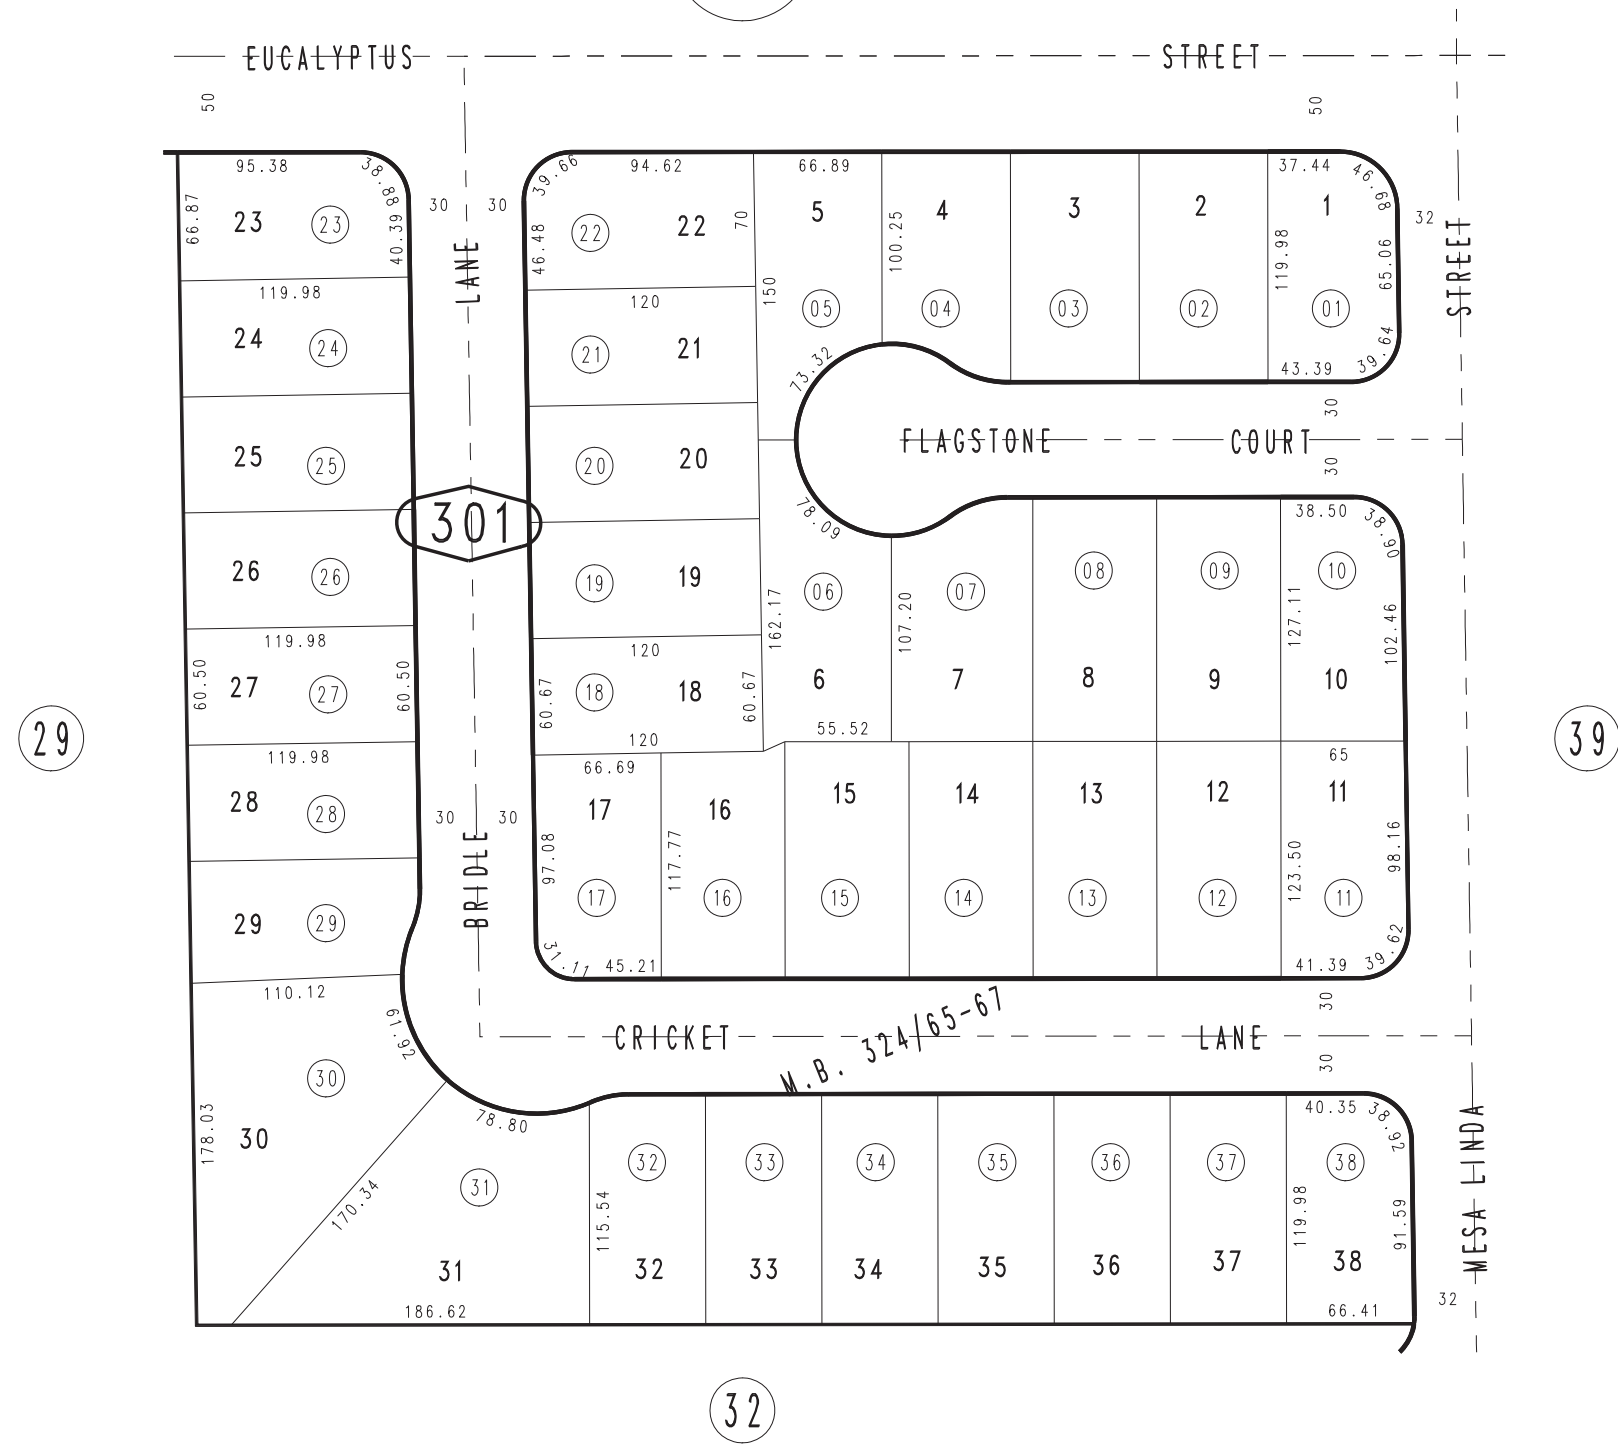 EUCALYPTUS STREET
50 50
95.38 38.88 39.66 94.62 66.89 37.44 46.68
66.87 23 23 40.39 30 30 46.48 22 22 70 5 100.25 4 3 2 1 119.98 65.06 32
LANE
STREET
119.98 120 150 05 04 03 02 01
24 24 21 21 73.32 43.39 39.64
30
FLAGSTONE COURT
25 25 20 20 30
301
78.09 38.50 38.90
26 26 19 19 162.17 06 107.20 07 08 09 127.11 10 102.46
119.98 120
60.50 27 27 60.50 60.67 18 18 60.67 6 7 8 9 10
29
39
120 55.52
119.98 66.69 65
28 28 30 30 17 16 15 14 13 12 11
BRIDLE
97.08 117.77 123.50 98.16
29 29 17 16 15 14 13 12 11
31.11 45.21 41.39 39.62
110.12 30
61.92 CRICKET LANE
M.B. 324/65-67
30
30
178.03 30 78.80 40.35 38.92
MESA LINDA
170.34 31 115.54 32 33 34 35 36 37 119.98 38 91.59
31 32 33 34 35 36 37 38
186.62 66.41 32
32